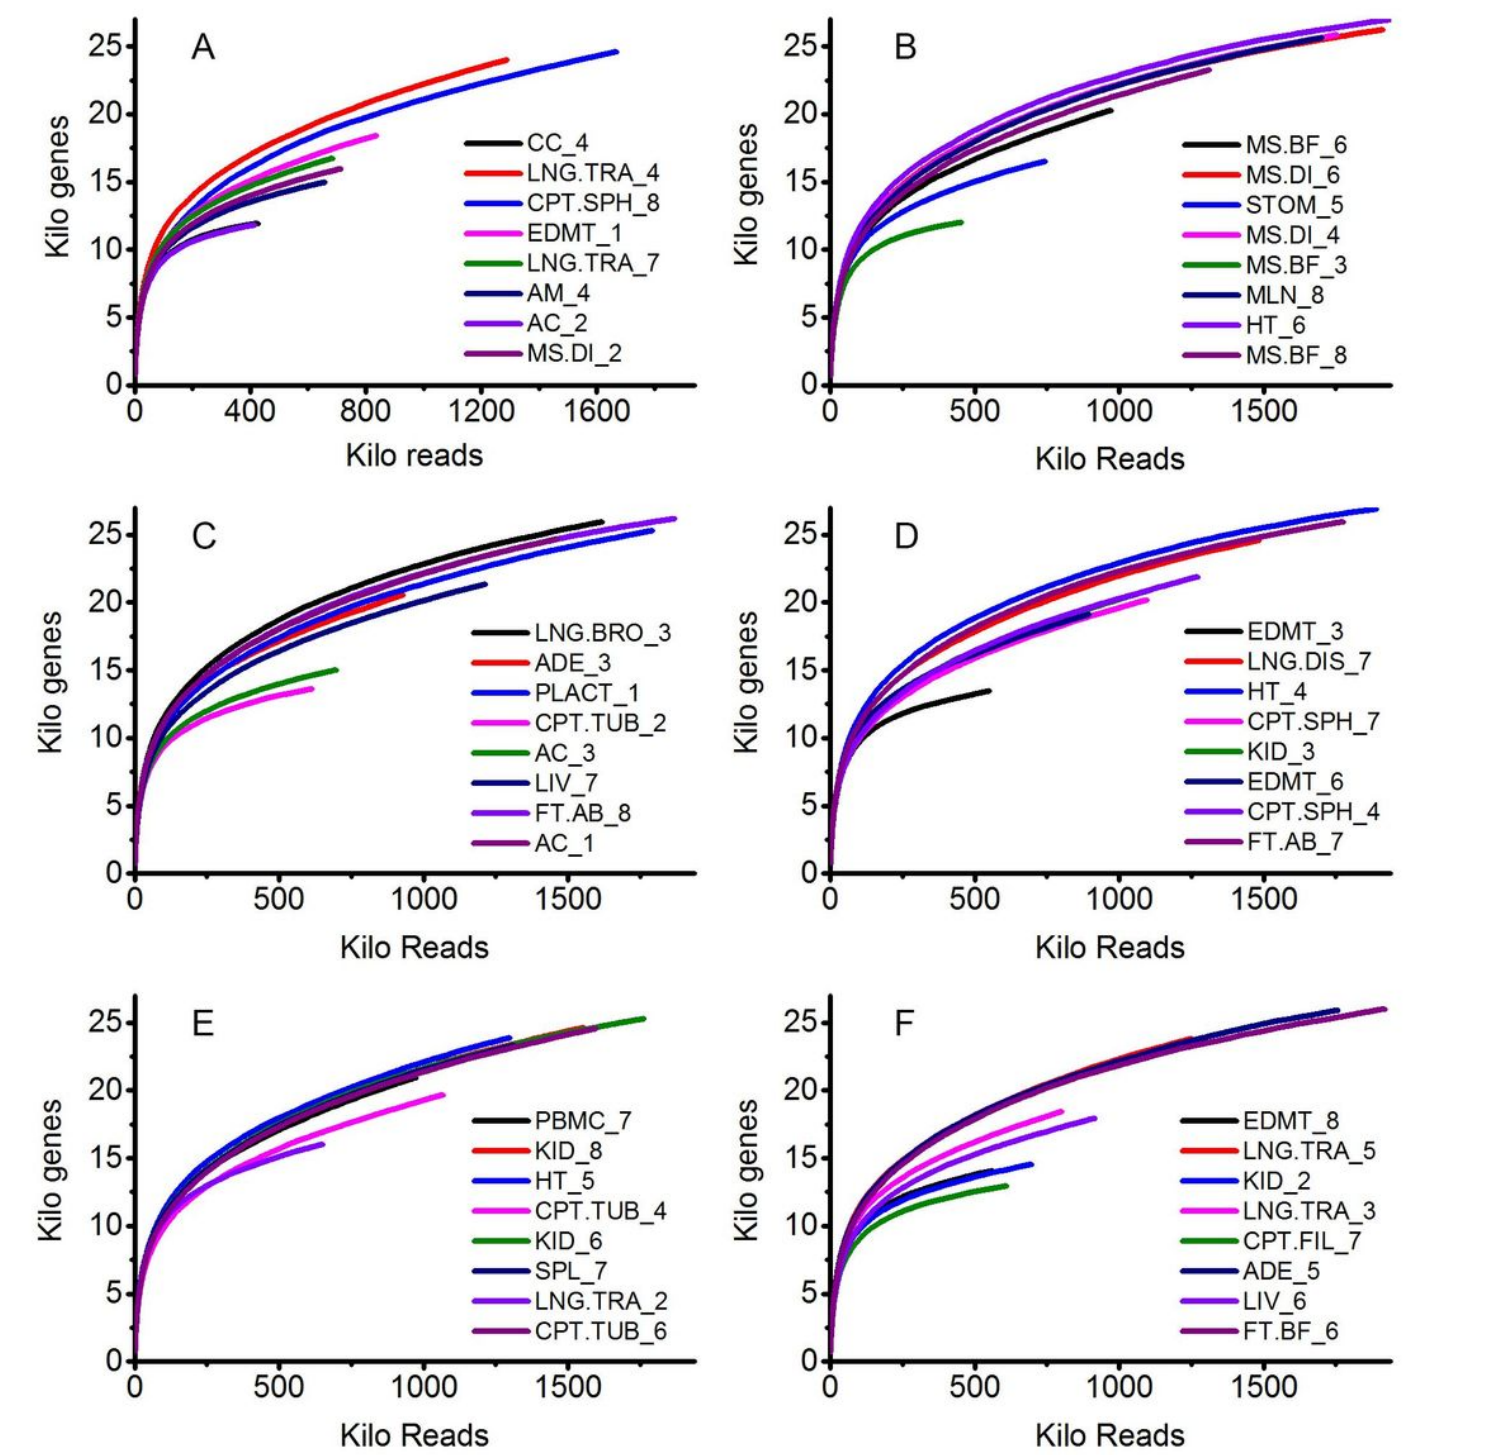 A
Kilo genes
25
20
15
10
5
0
0 400 800 1200 1600
Kilo reads
CC_4
LNG.TRA_4
CPT.SPH_8
EDMT_1
LNG.TRA_7
AM_4
AC_2
MS.DI_2
B
Kilo genes
25
20
15
10
5
0
0 500 1000 1500
Kilo Reads
MS.BF_6
MS.DI_6
STOM_5
MS.DI_4
MS.BF_3
MLN_8
HT_6
MS.BF_8
C
Kilo genes
25
20
15
10
5
0
0 500 1000 1500
Kilo Reads
LNG.BRO_3
ADE_3
PLACT_1
CPT.TUB_2
AC_3
LIV_7
FT.AB_8
AC_1
D
Kilo genes
25
20
15
10
5
0
0 500 1000 1500
Kilo Reads
EDMT_3
LNG.DIS_7
HT_4
CPT.SPH_7
KID_3
EDMT_6
CPT.SPH_4
FT.AB_7
E
Kilo genes
25
20
15
10
5
0
0 500 1000 1500
Kilo Reads
PBMC_7
KID_8
HT_5
CPT.TUB_4
KID_6
SPL_7
LNG.TRA_2
CPT.TUB_6
F
Kilo genes
25
20
15
10
5
0
0 500 1000 1500
Kilo Reads
EDMT_8
LNG.TRA_5
KID_2
LNG.TRA_3
CPT.FIL_7
ADE_5
LIV_6
FT.BF_6